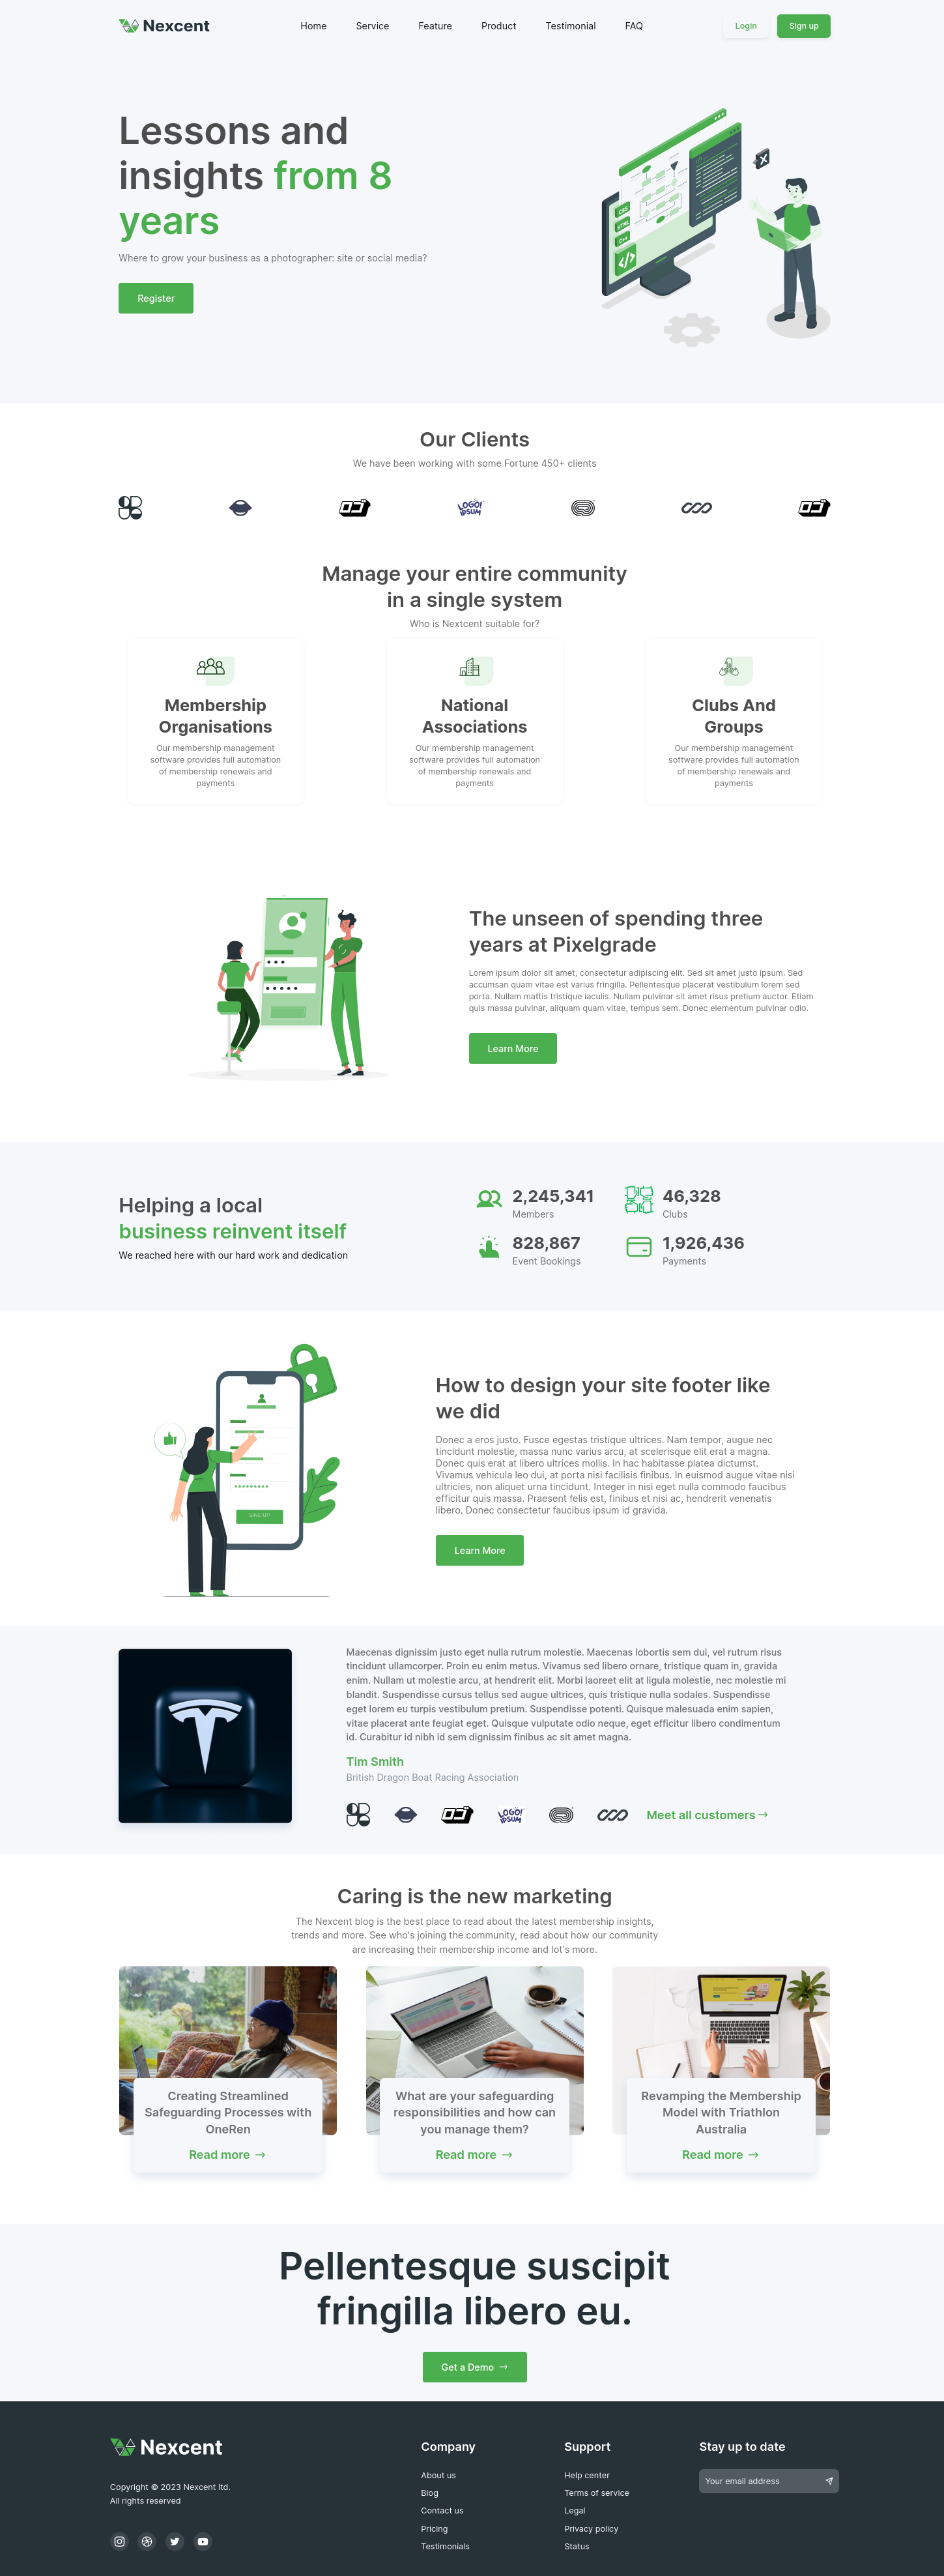 Nexcent
Home
Service
Feature
Product
Testimonial
FAQ
Login
Sign up
Lessons and
insights from 8
years
Where to grow your business as a photographer: site or social media?
Register
CSS
HTML
C++
</>
Our Clients
We have been working with some Fortune 450+ clients
LOGO!
IPSUM
Manage your entire community
in a single system
Who is Nextcent suitable for?
Membership
Organisations
Our membership management
software provides full automation
of membership renewals and
payments
National
Associations
Our membership management
software provides full automation
of membership renewals and
payments
Clubs And
Groups
Our membership management
software provides full automation
of membership renewals and
payments
The unseen of spending three
years at Pixelgrade
Lorem ipsum dolor sit amet, consectetur adipiscing elit. Sed sit amet justo ipsum. Sed
accumsan quam vitae est varius fringilla. Pellentesque placerat vestibulum lorem sed
porta. Nullam mattis tristique iaculis. Nullam pulvinar sit amet risus pretium auctor. Etiam
quis massa pulvinar, aliquam quam vitae, tempus sem. Donec elementum pulvinar odio.
Learn More
Helping a local
business reinvent itself
We reached here with our hard work and dedication
2,245,341
Members
46,328
Clubs
828,867
Event Bookings
1,926,436
Payments
SING UP
How to design your site footer like
we did
Donec a eros justo. Fusce egestas tristique ultrices. Nam tempor, augue nec
tincidunt molestie, massa nunc varius arcu, at scelerisque elit erat a magna.
Donec quis erat at libero ultrices mollis. In hac habitasse platea dictumst.
Vivamus vehicula leo dui, at porta nisi facilisis finibus. In euismod augue vitae nisi
ultricies, non aliquet urna tincidunt. Integer in nisi eget nulla commodo faucibus
efficitur quis massa. Praesent felis est, finibus et nisi ac, hendrerit venenatis
libero. Donec consectetur faucibus ipsum id gravida.
Learn More
Maecenas dignissim justo eget nulla rutrum molestie. Maecenas lobortis sem dui, vel rutrum risus
tincidunt ullamcorper. Proin eu enim metus. Vivamus sed libero ornare, tristique quam in, gravida
enim. Nullam ut molestie arcu, at hendrerit elit. Morbi laoreet elit at ligula molestie, nec molestie mi
blandit. Suspendisse cursus tellus sed augue ultrices, quis tristique nulla sodales. Suspendisse
eget lorem eu turpis vestibulum pretium. Suspendisse potenti. Quisque malesuada enim sapien,
vitae placerat ante feugiat eget. Quisque vulputate odio neque, eget efficitur libero condimentum
id. Curabitur id nibh id sem dignissim finibus ac sit amet magna.
Tim Smith
British Dragon Boat Racing Association
LOGO!
IPSUM
Meet all customers
Caring is the new marketing
The Nexcent blog is the best place to read about the latest membership insights,
trends and more. See who's joining the community, read about how our community
are increasing their membership income and lot's more.
Creating Streamlined
Safeguarding Processes with
OneRen
Read more
What are your safeguarding
responsibilities and how can
you manage them?
Read more
Revamping the Membership
Model with Triathlon
Australia
Read more
Pellentesque suscipit
fringilla libero eu.
Get a Demo
Nexcent
Copyright © 2023 Nexcent ltd.
All rights reserved
Company
About us
Blog
Contact us
Pricing
Testimonials
Support
Help center
Terms of service
Legal
Privacy policy
Status
Stay up to date
Your email address